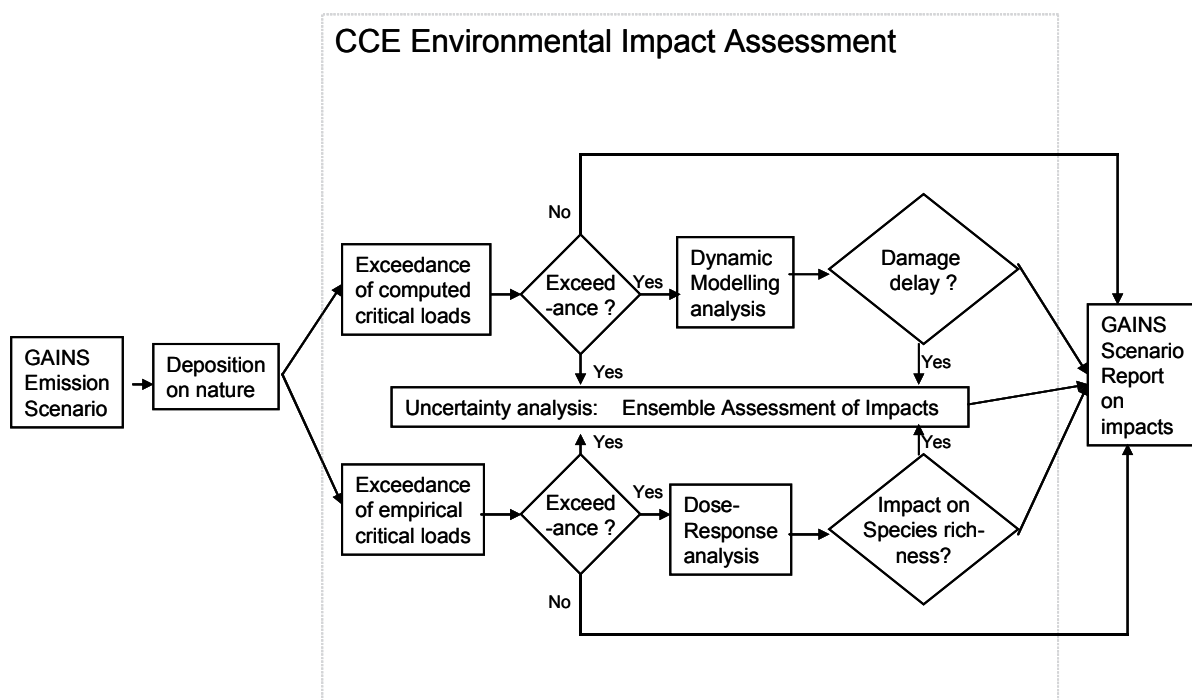 CCE Environmental Impact Assessment
No
Exceedance
of computed
critical loads
Exceed
-ance ?
Yes
Dynamic
Modelling
analysis
Damage
delay ?
GAINS
Emission
Scenario
Deposition
on nature
Yes
Yes
GAINS
Scenario
Report
on
impacts
Uncertainty analysis: Ensemble Assessment of Impacts
Yes
Yes
Exceedance
of empirical
critical loads
Exceed
-ance ?
Yes
Dose-
Response
analysis
Impact on
Species rich-
ness?
No